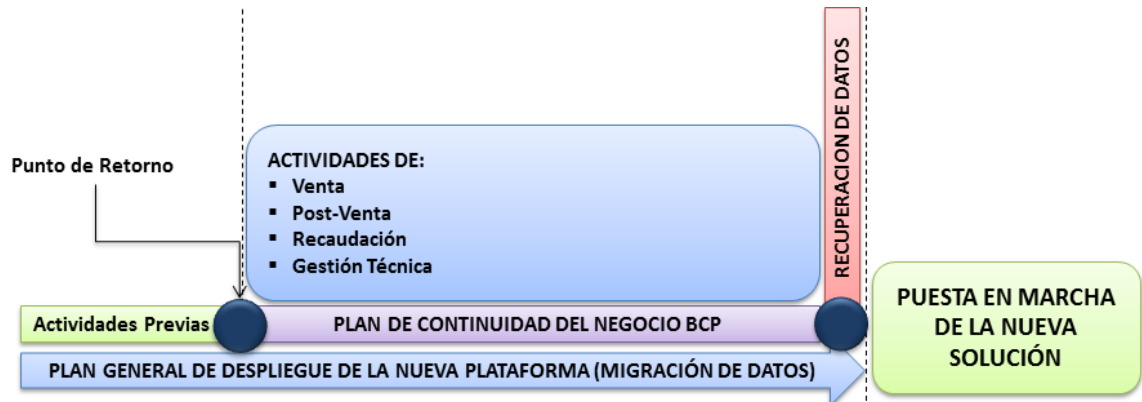 Punto de Retorno
ACTIVIDADES DE:
▪ Venta
▪ Post-Venta
▪ Recaudación
▪ Gestión Técnica
RECUPERACION DE DATOS
Actividades Previas
PLAN DE CONTINUIDAD DEL NEGOCIO BCP
PLAN GENERAL DE DESPLIEGUE DE LA NUEVA PLATAFORMA (MIGRACIÓN DE DATOS)
PUESTA EN MARCHA
DE LA NUEVA
SOLUCIÓN